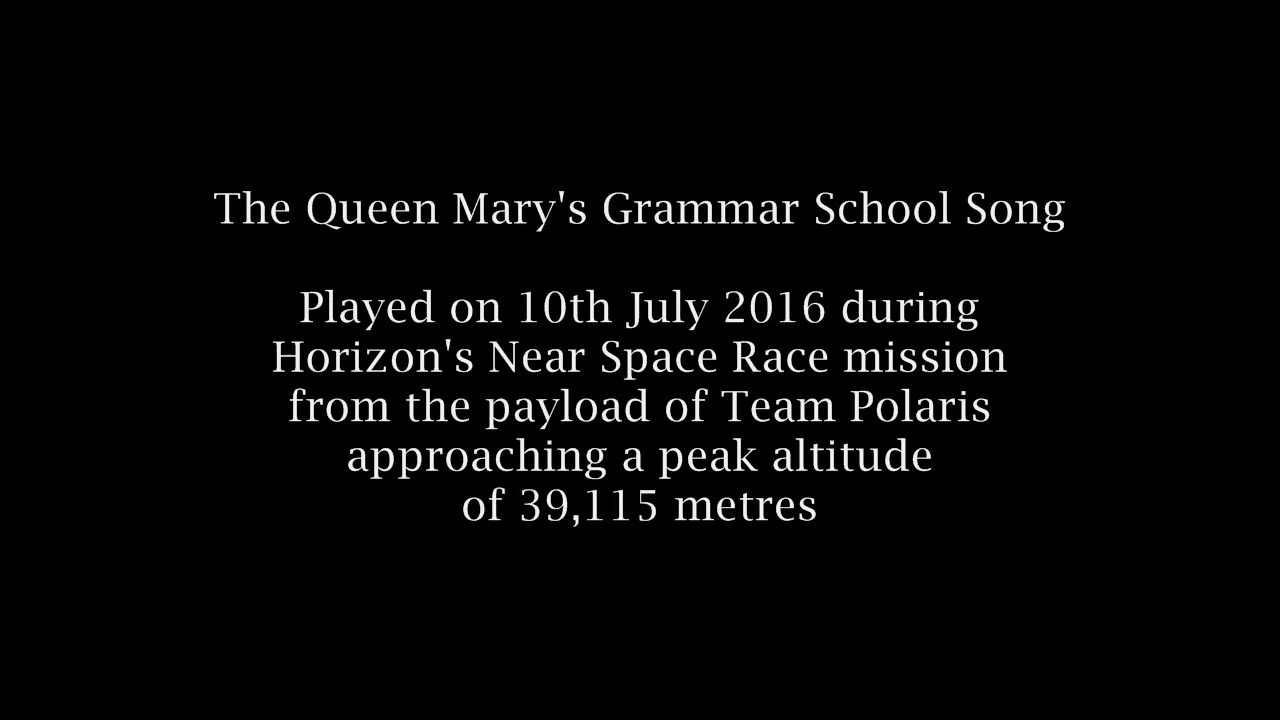 The Queen Mary's Grammar School Song
Played on 10th July 2016 during
Horizon's Near Space Race mission
from the payload of Team Polaris
approaching a peak altitude
of 39,115 metres